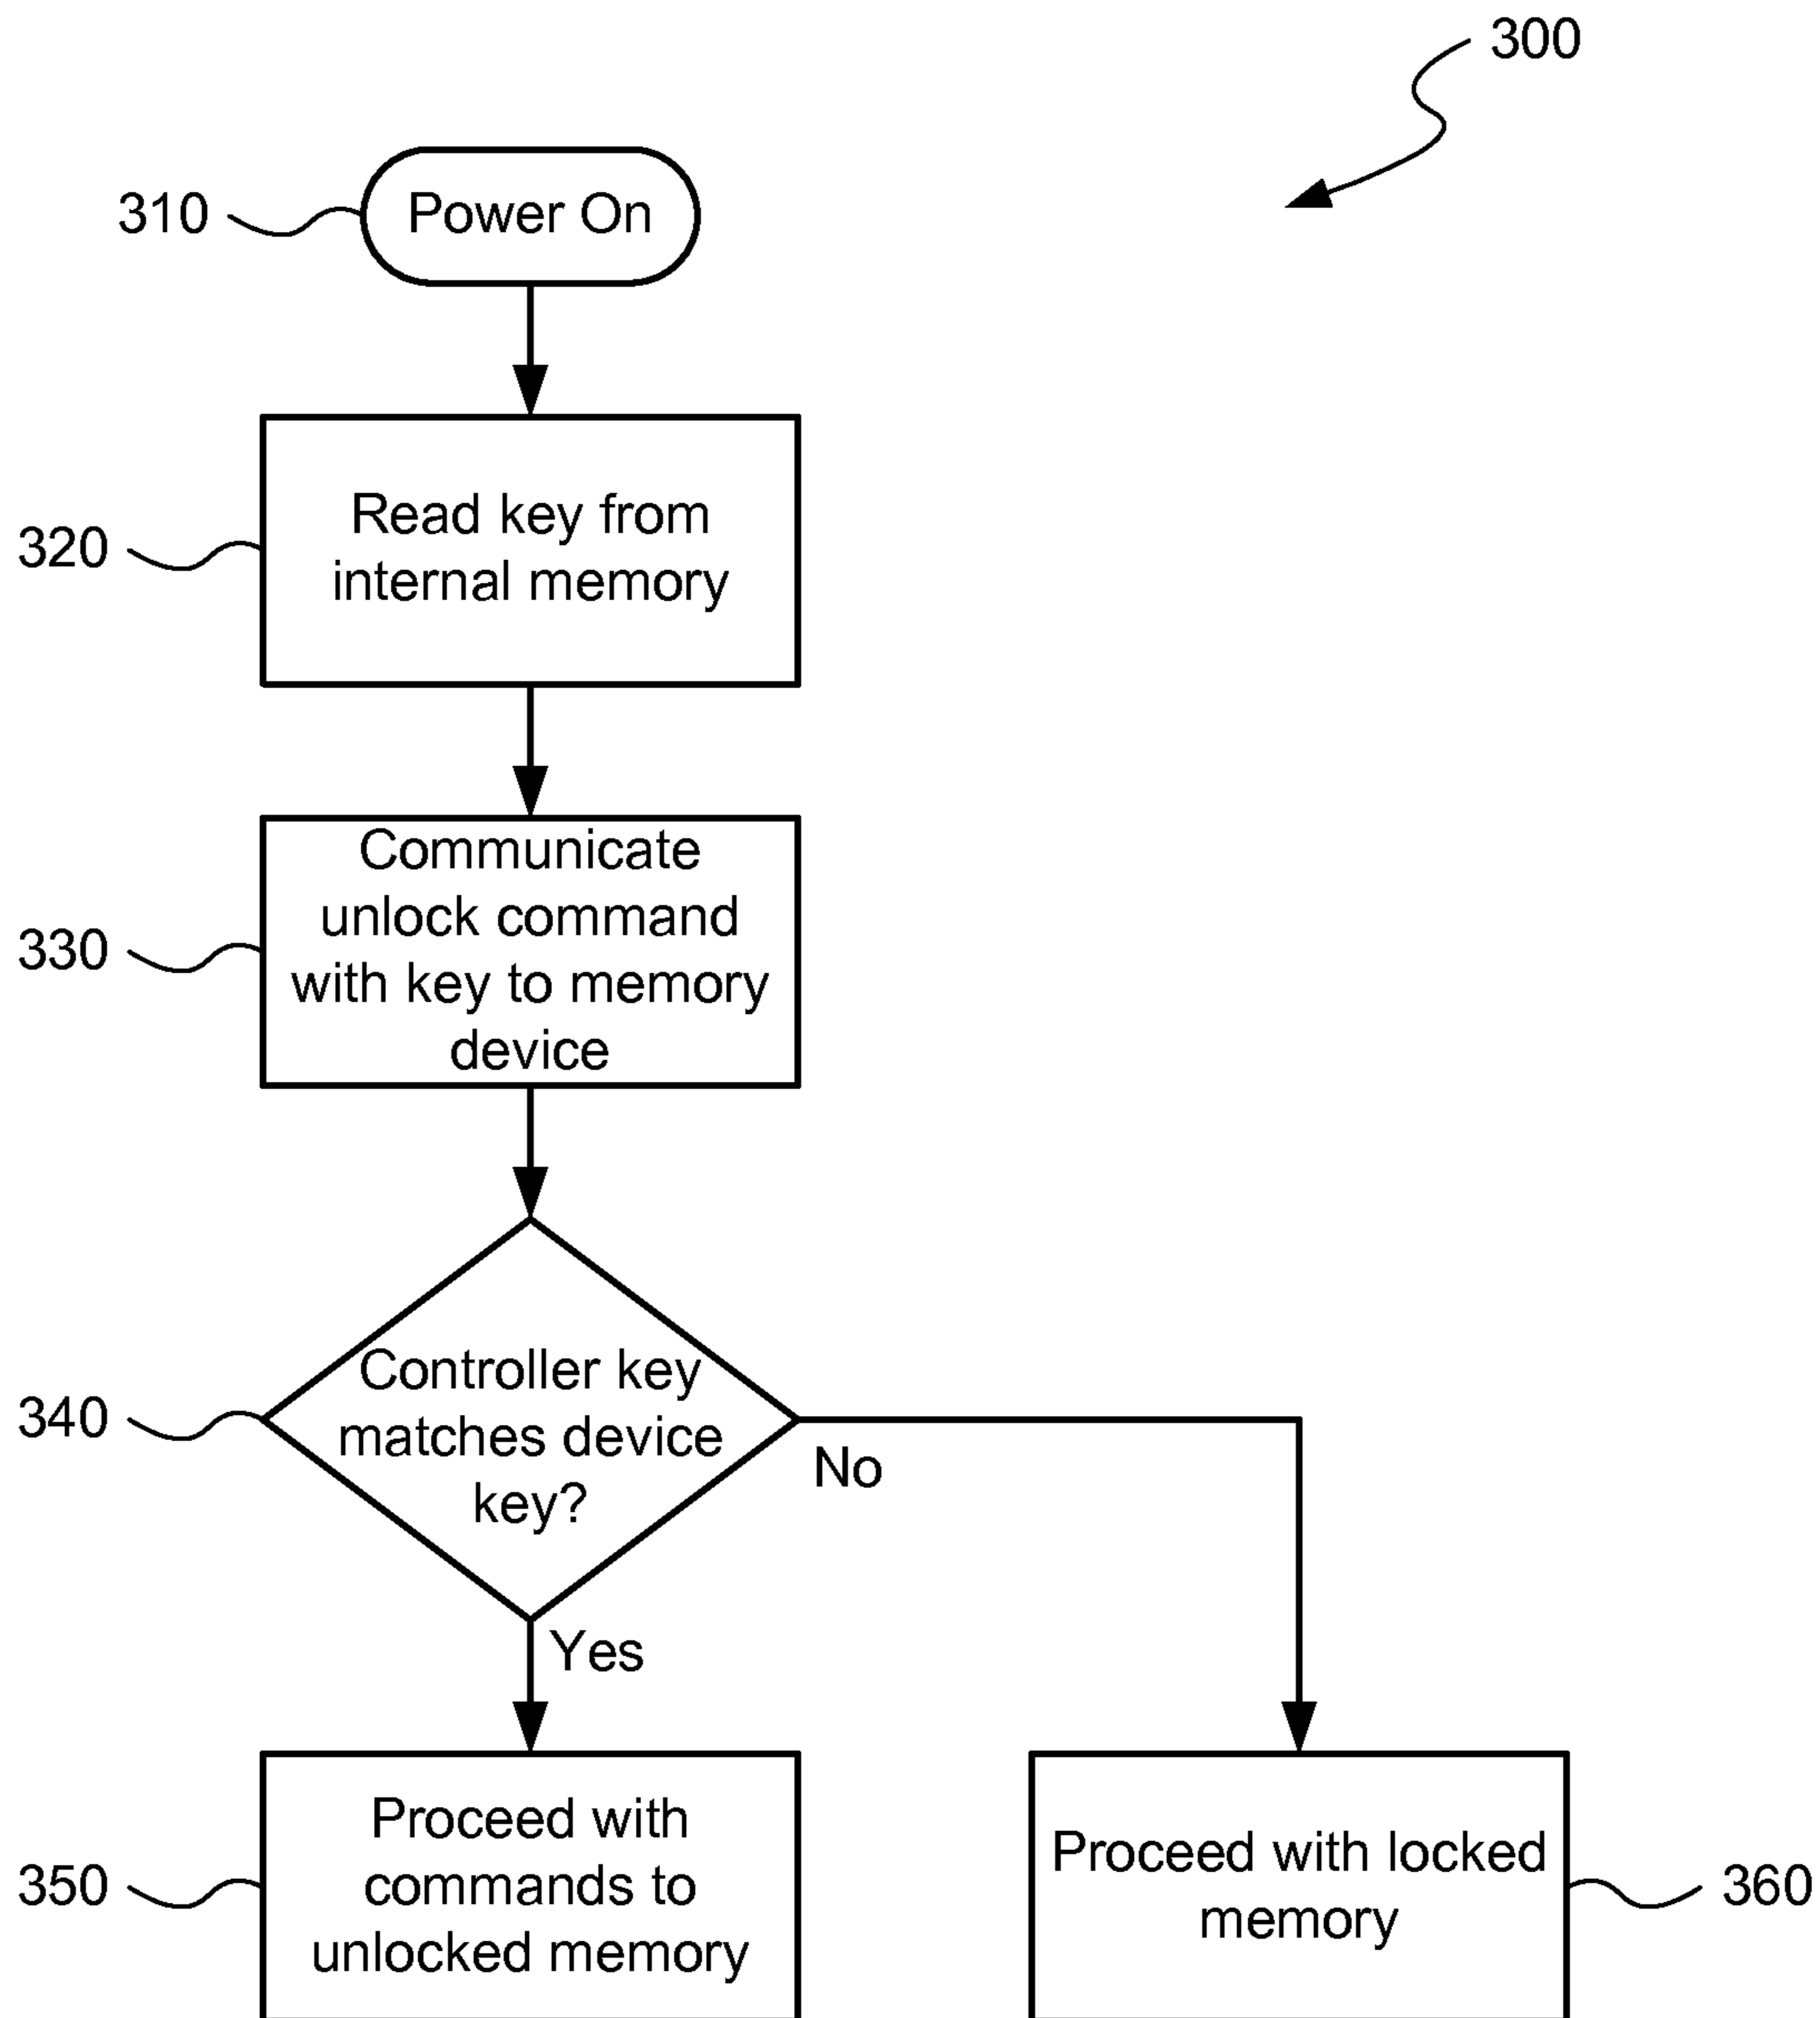 300
310
Power On
320
Read key from
internal memory
330
Communicate
unlock command
with key to memory
device
340
Controller key
matches device
key?
No
Yes
350
Proceed with
commands to
unlocked memory
Proceed with locked
memory
360